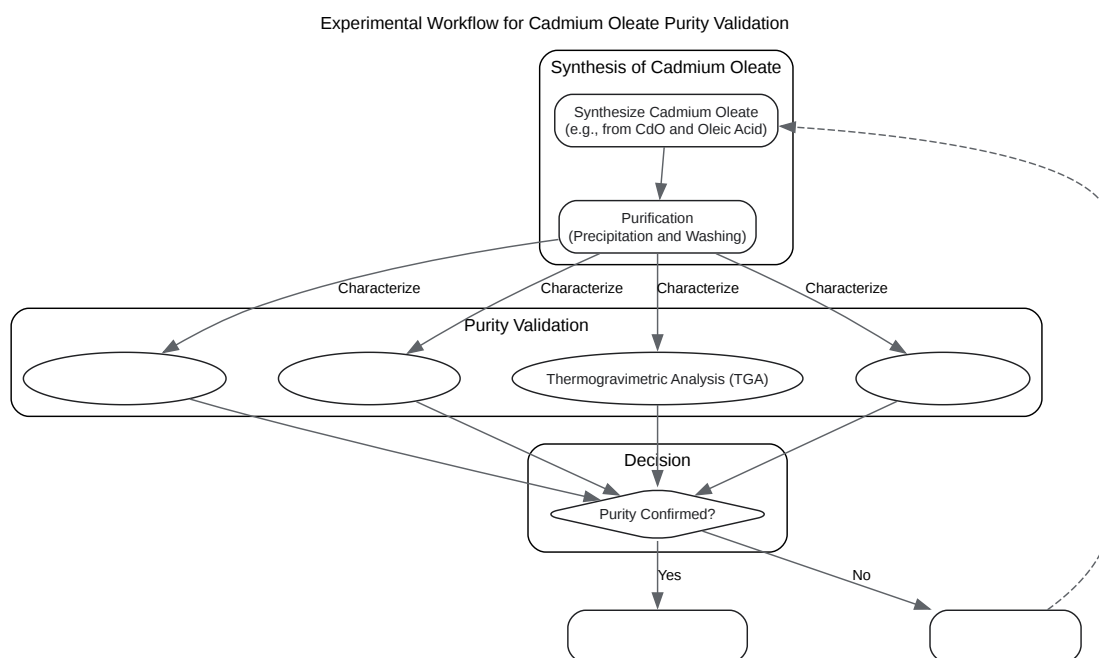 Experimental Workflow for Cadmium Oleate Purity Validation
Synthesis of Cadmium Oleate
Synthesize Cadmium Oleate
(e.g., from CdO and Oleic Acid)
Purification
(Precipitation and Washing)
Characterize
Characterize
Characterize
Characterize
Purity Validation
Thermogravimetric Analysis (TGA)
Decision
Purity Confirmed?
Yes
No